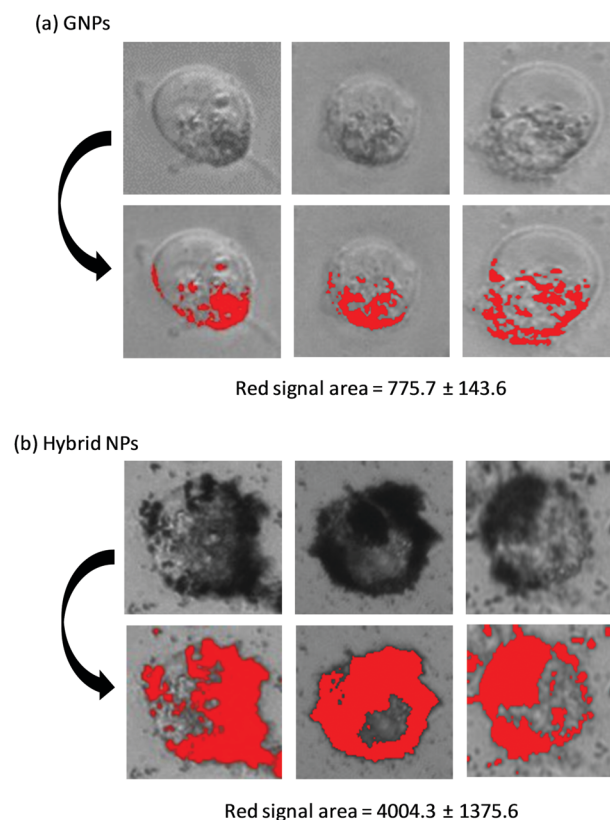 (a) GNPs
Red signal area = 775.7 ± 143.6
(b) Hybrid NPs
Red signal area = 4004.3 ± 1375.6